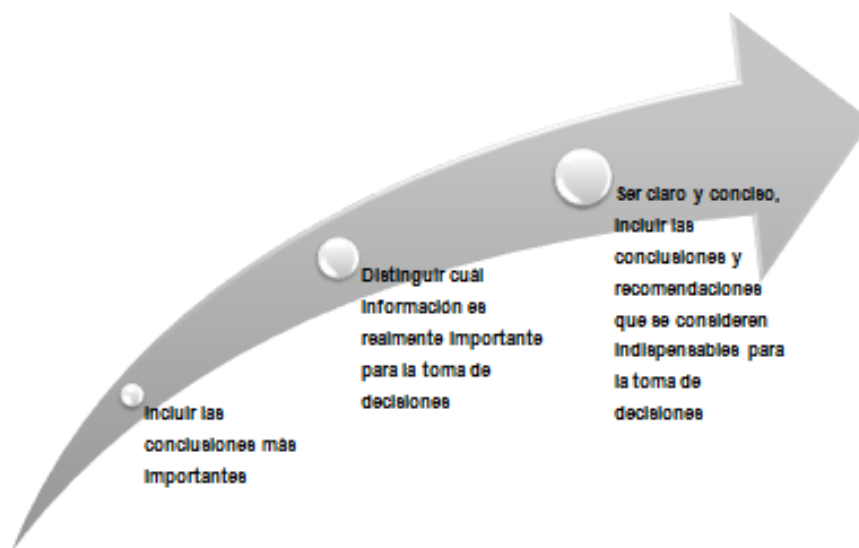 Incluir las
conclusiones más
importantes
Distinguir cuál
información es
realmente importante
para la toma de
decisiones
Ser claro y conciso,
incluir las
conclusiones y
recomendaciones
que se consideren
indispensables para
la toma de
decisiones